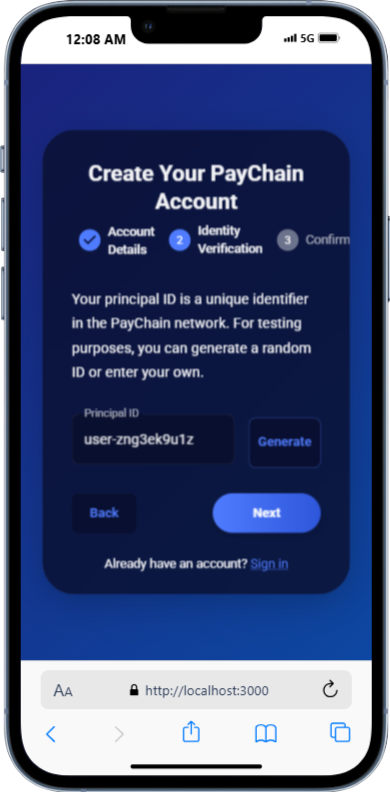 12:08 AM 5G
Create Your PayChain
Account
Account
Details
2
Identity
Verification
3 Confirm
Your principal ID is a unique identifier
in the PayChain network. For testing
purposes, you can generate a random
ID or enter your own.
Principal ID
user-zng3ek9u1z
Generate
Back
Next
Already have an account? Sign in
AA http://localhost:3000